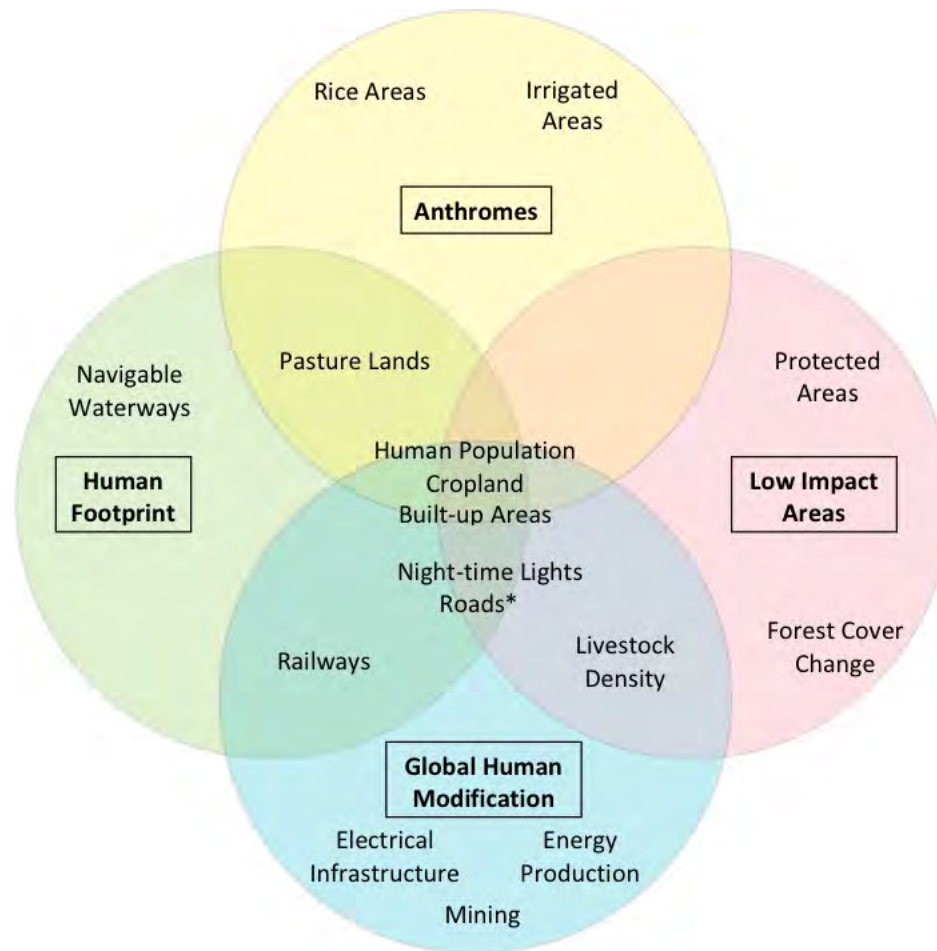 Rice Areas
Irrigated
Areas
Anthromes
Pasture Lands
Navigable
Waterways
Protected
Areas
Human
Footprint
Human Population
Cropland
Built-up Areas
Low Impact
Areas
Night-time Lights
Roads*
Railways
Livestock
Density
Forest Cover
Change
Global Human
Modification
Electrical
Infrastructure
Energy
Production
Mining